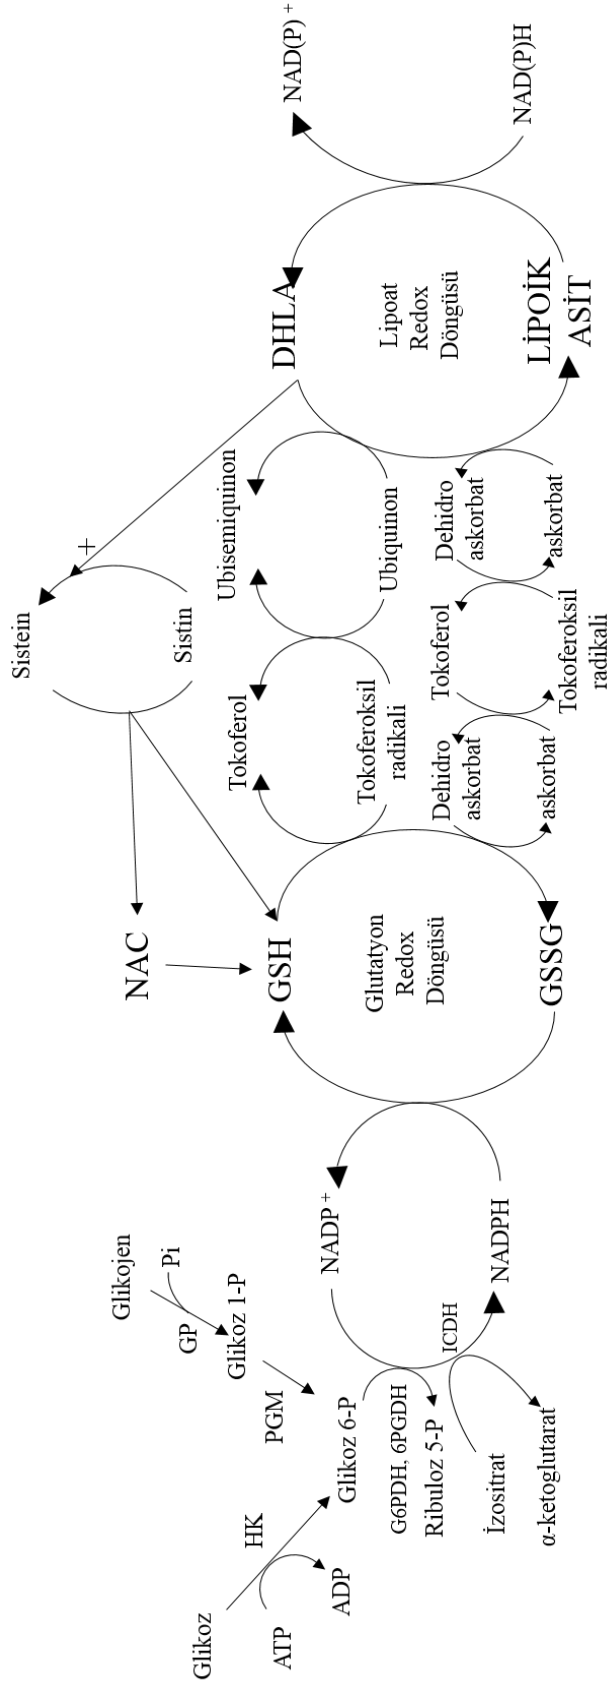 Glikoz
ATP
ADP
HK
Glikojen
Pi
GP
Glikoz 1-P
PGM
Glikoz 6-P
G6PDH, 6PGDH
Ribuloz 5-P
İzositrat
α-ketoglutarat
ICDH
NADP +
NADPH
NAC
GSH
Glutatyon
Redox
Döngüsü
GSSG
Sistein
Sistin
+
Tokoferol
Tokoferoksil
radikali
Ubisemiquinon
Ubiquinon
Dehidro
askorbat
askorbat
Tokoferol
Tokoferoksil
radikali
Dehidro
askorbat
askorbat
DHLA
Lipoat
Redox
Döngüsü
LİPOİK
ASİT
NAD(P) +
NAD(P)H